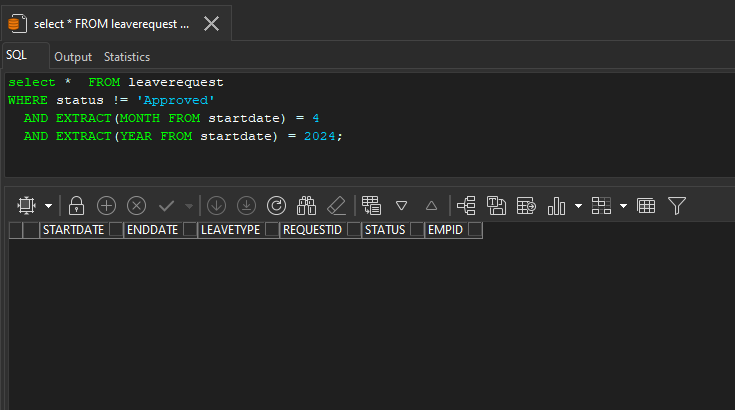 select * FROM leaverequest ...
SQL Output Statistics
select *  FROM leaverequest
WHERE status != 'Approved'
  AND EXTRACT(MONTH FROM startdate) = 4
  AND EXTRACT(YEAR FROM startdate) = 2024;
STARTDATE ENDDATE LEAVETYPE REQUESTID STATUS EMPID